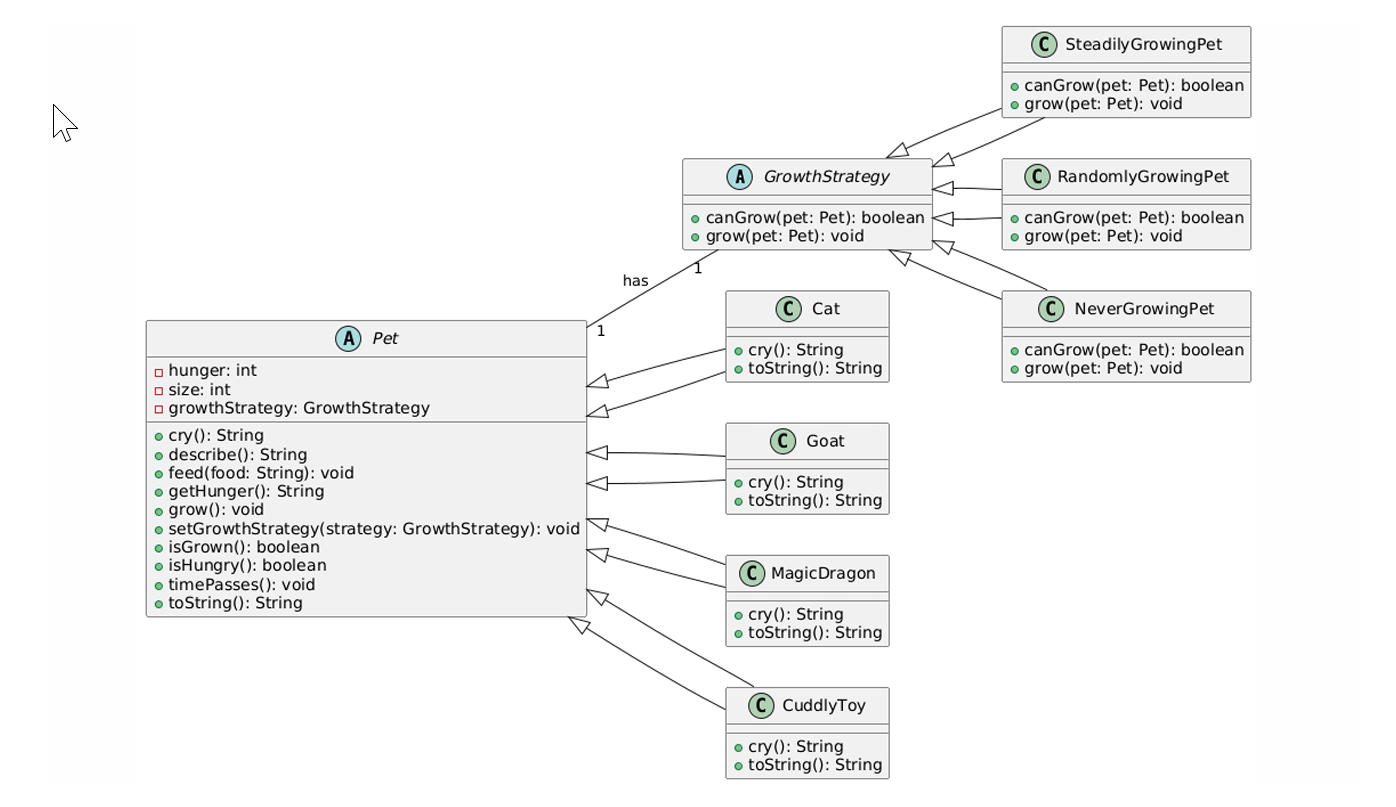 C SteadilyGrowingPet
canGrow(pet: Pet): boolean
grow(pet: Pet): void
A GrowthStrategy
canGrow(pet: Pet): boolean
grow(pet: Pet): void
C RandomlyGrowingPet
canGrow(pet: Pet): boolean
grow(pet: Pet): void
C NeverGrowingPet
canGrow(pet: Pet): boolean
grow(pet: Pet): void
1
has
1
A Pet
hunger: int
size: int
growthStrategy: GrowthStrategy
cry(): String
describe(): String
feed(food: String): void
getHunger(): String
grow(): void
setGrowthStrategy(strategy: GrowthStrategy): void
isGrown(): boolean
isHungry(): boolean
timePasses(): void
toString(): String
C Cat
cry(): String
toString(): String
C Goat
cry(): String
toString(): String
C MagicDragon
cry(): String
toString(): String
C CuddlyToy
cry(): String
toString(): String